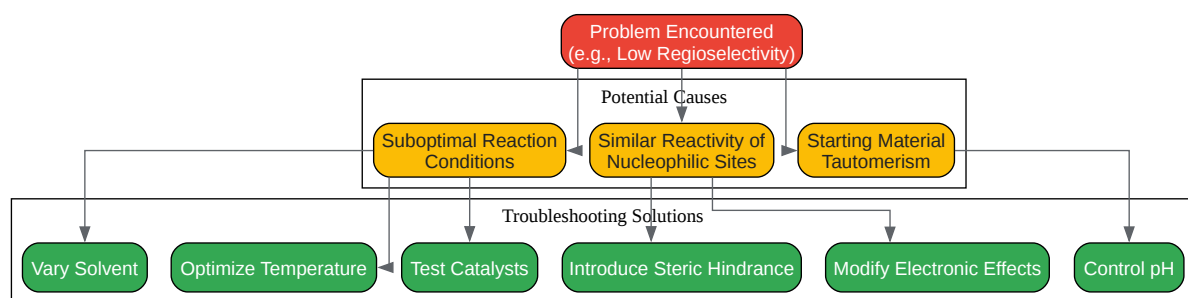 Problem Encountered
(e.g., Low Regioselectivity)
Potential Causes
Suboptimal Reaction
Conditions
Similar Reactivity of
Nucleophilic Sites
Starting Material
Tautomerism
Troubleshooting Solutions
Vary Solvent
Optimize Temperature
Test Catalysts
Introduce Steric Hindrance
Modify Electronic Effects
Control pH